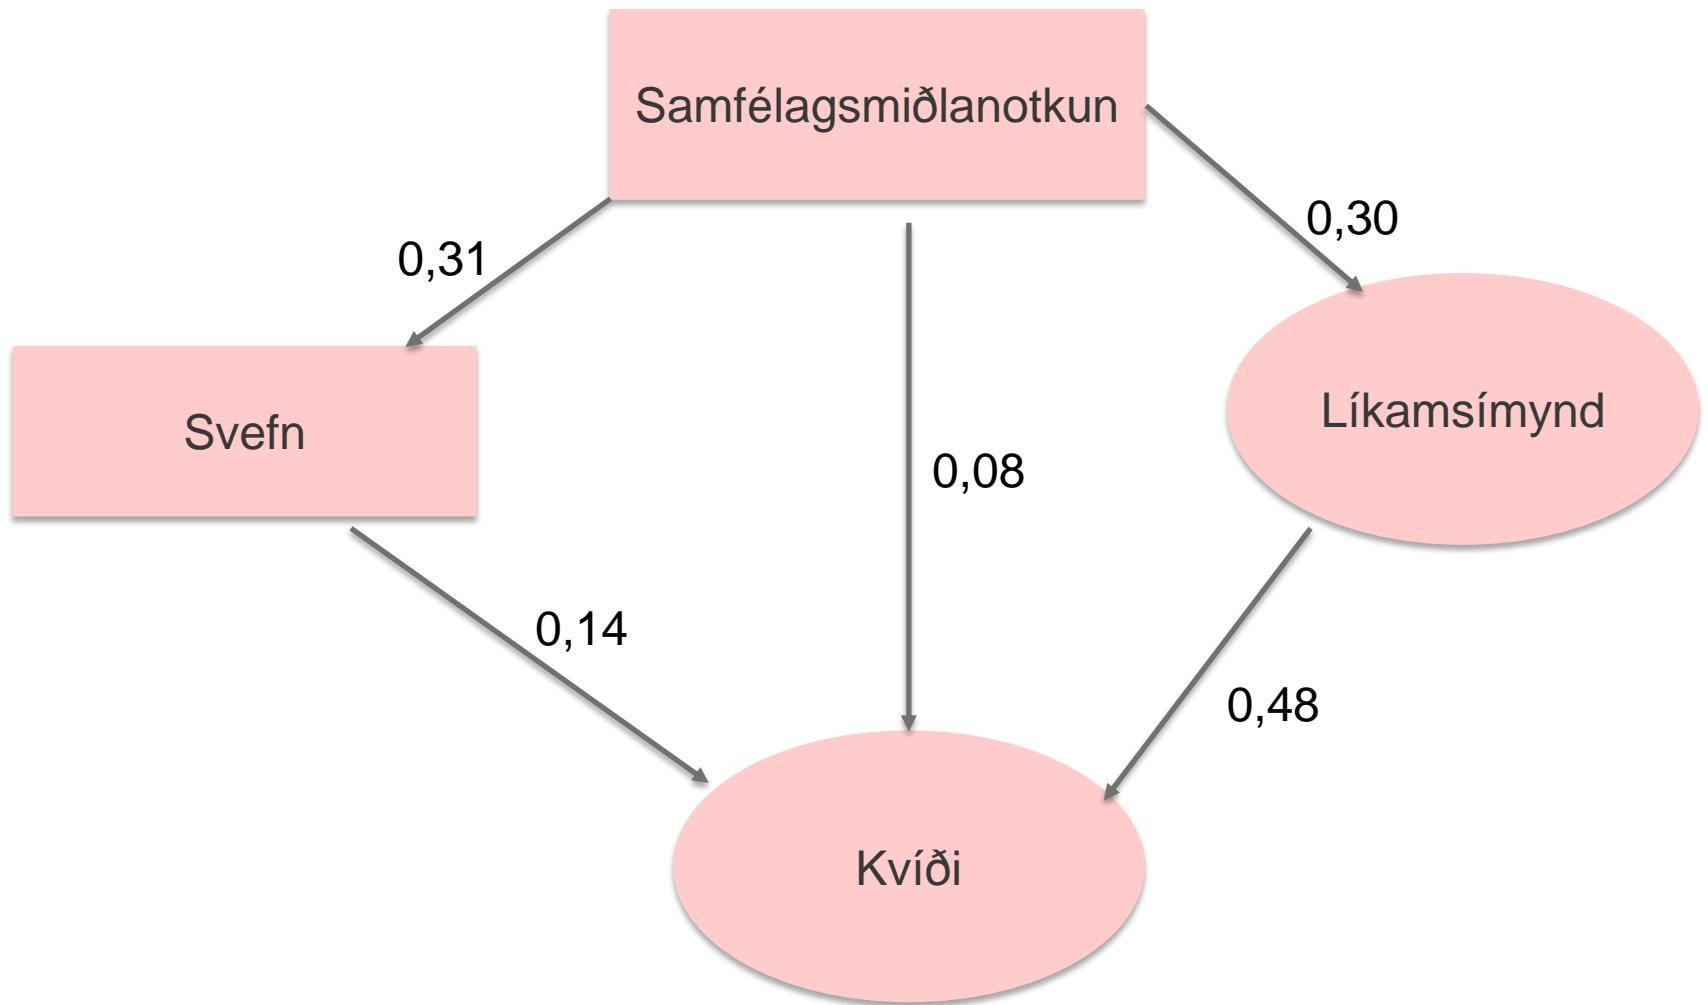 Samfélagsmiðlanotkun
0,30
0,31
Líkamsímynd
Svefn
0,08
0,14
0,48
Kvíði